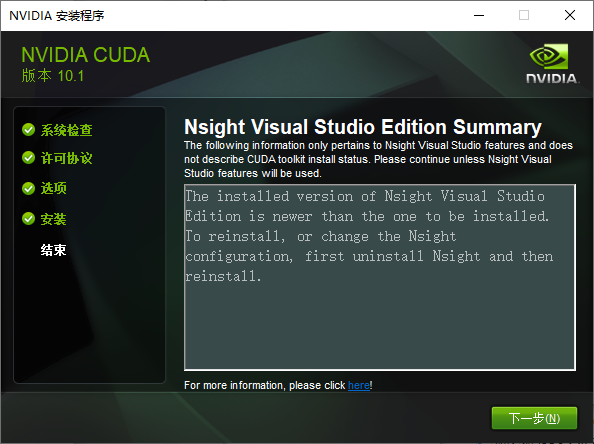 NVIDIA 安装程序
NVIDIA CUDA
版本 10.1
NVIDIA.
系统检查
许可协议
选项
安装
结束
Nsight Visual Studio Edition Summary
The following information only pertains to Nsight Visual Studio features and does
not describe CUDA toolkit install status. Please continue unless Nsight Visual
Studio features will be used.
The installed version of Nsight Visual Studio
Edition is newer than the one to be installed.
To reinstall, or change the Nsight
configuration, first uninstall Nsight and then
reinstall.
For more information, please click here!
下一步(N)